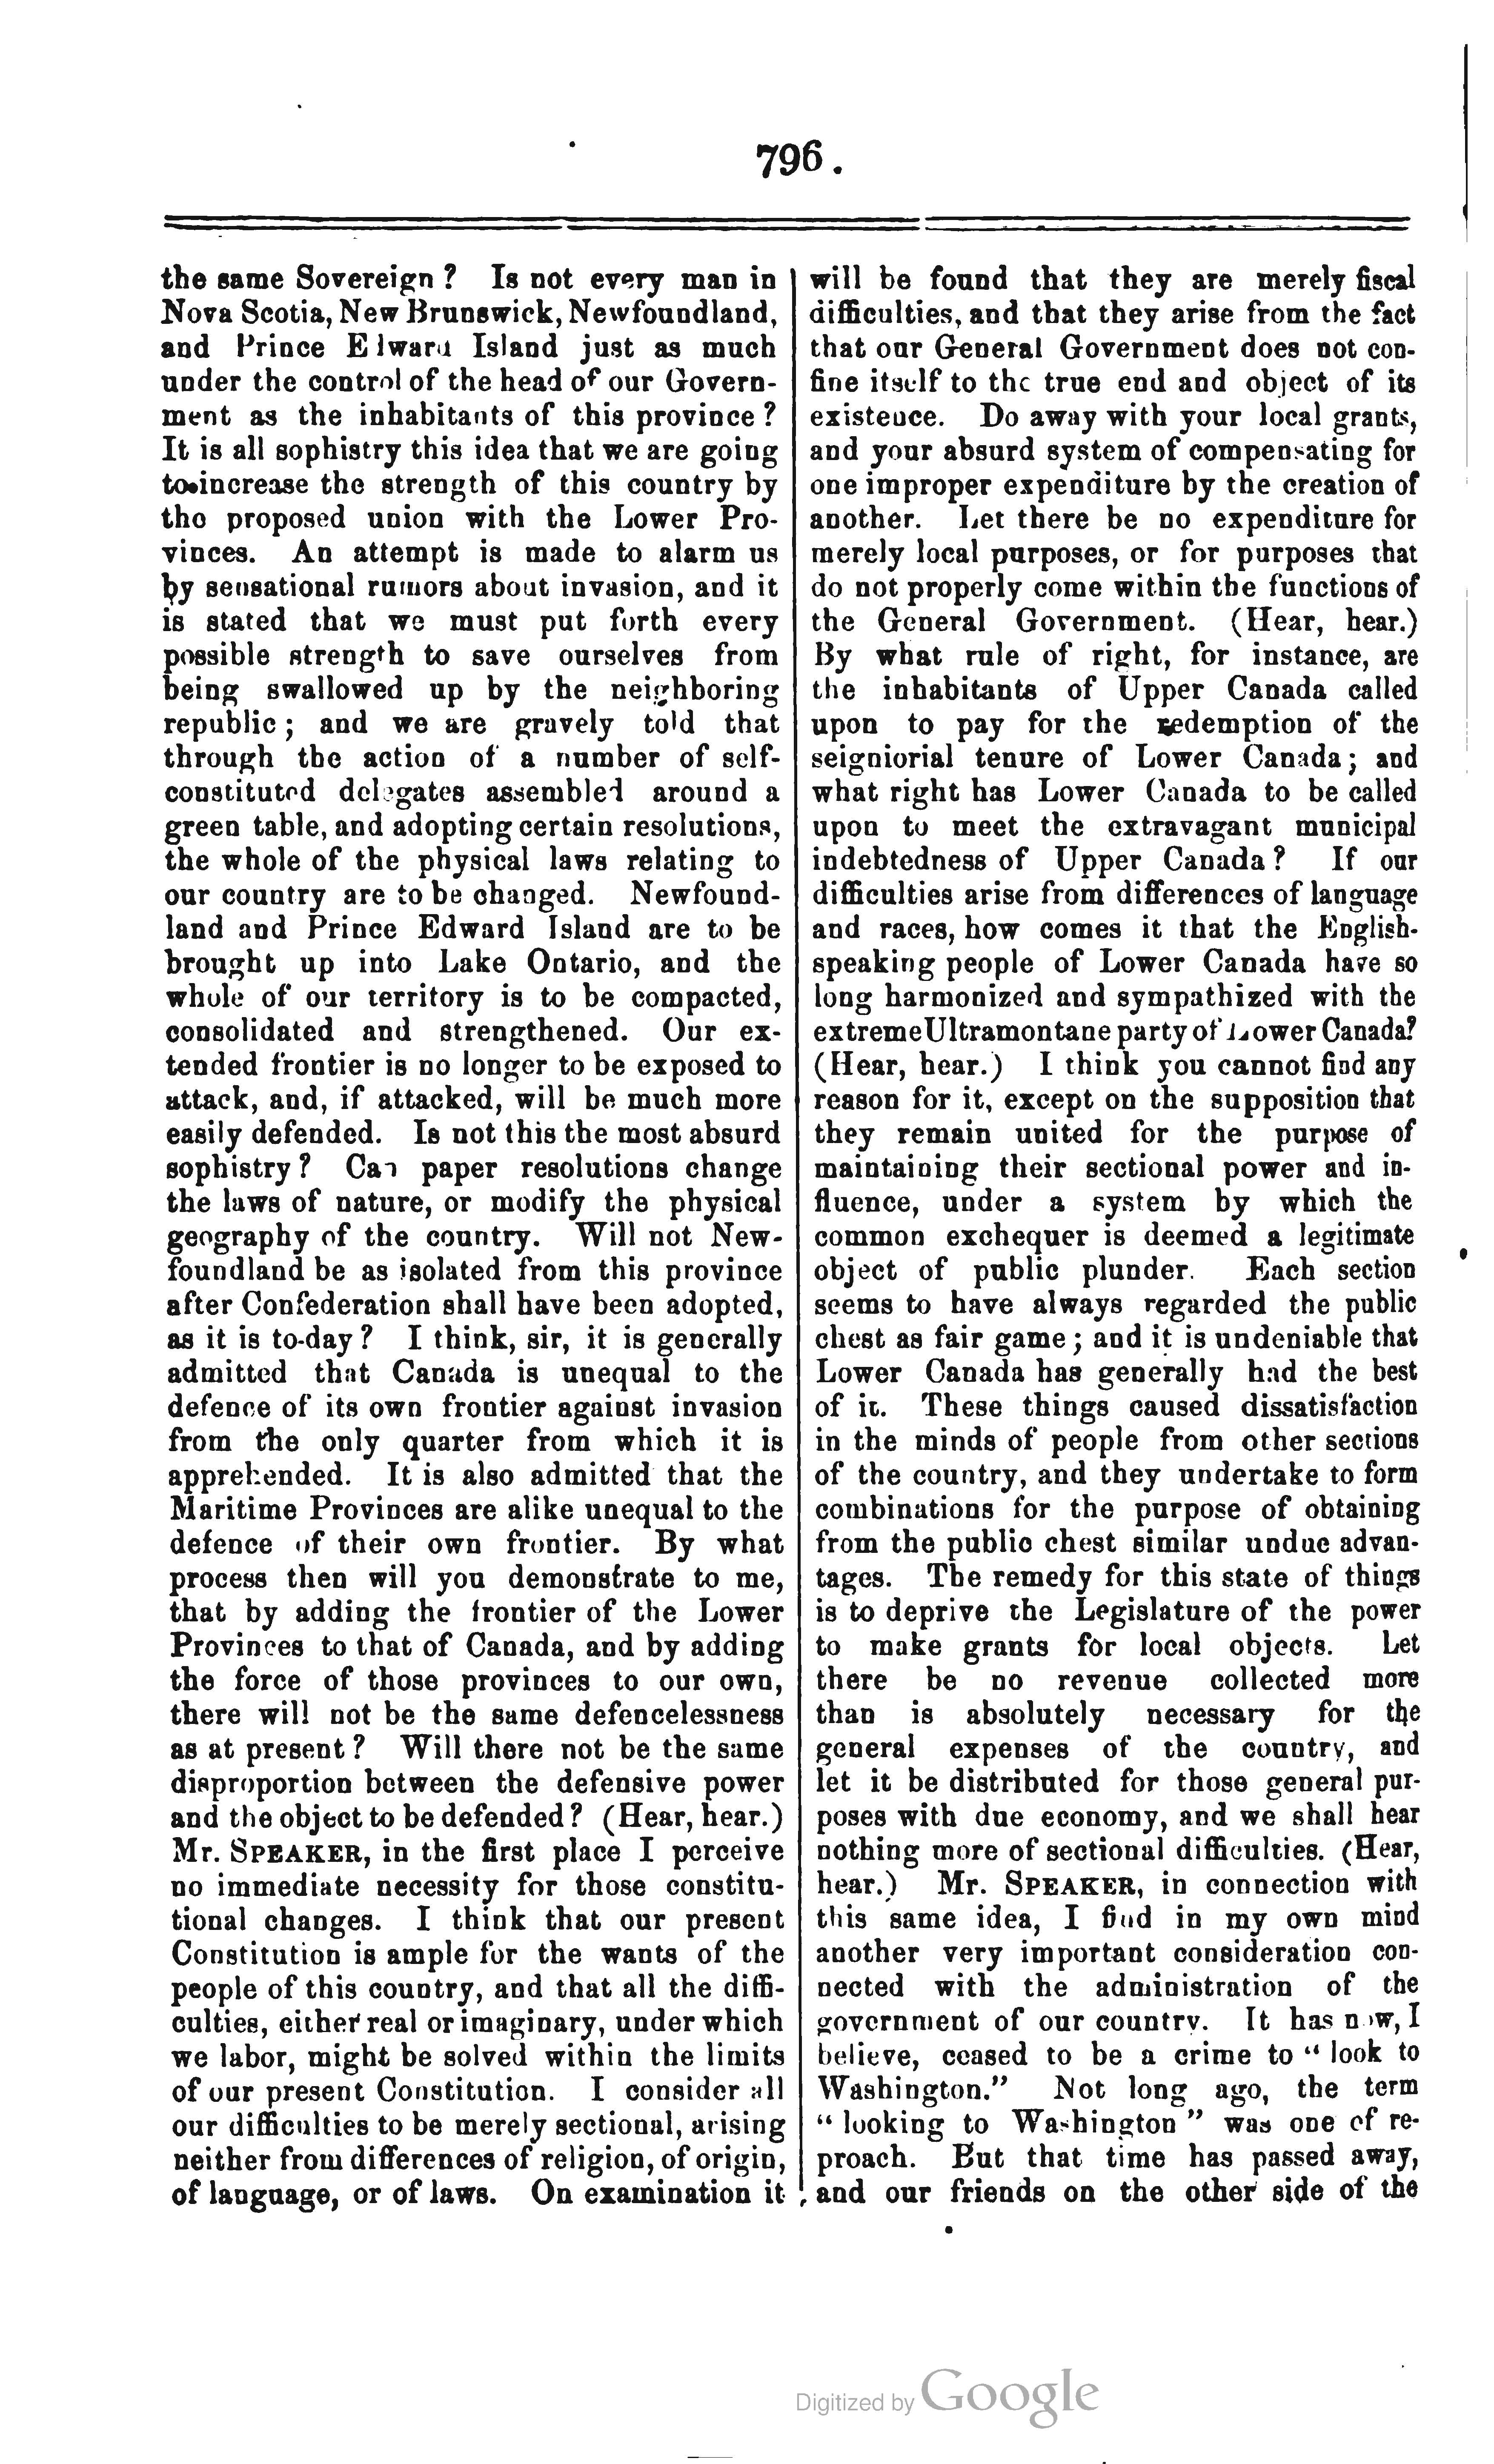 796.
the same Sovereign ? Is not every man in
Nova Scotia, New Brunswick, Newfoundland,
and Prince Edward Island just as much
under the control of the head of our Govern-
ment as the inhabitants of this province ?
It is all sophistry this idea that we are going
to increase the strength of this country by
the proposed union with the Lower Pro-
vinces. An attempt is made to alarm us
by sensational rumors about invasion, and it
is stated that we must put forth every
possible strength to save ourselves from
being swallowed up by the neighboring
republic ; and we are gravely told that
through the action of a number of self-
constituted delegates assembled around a
green table, and adopting certain resolutions,
the whole of the physical laws relating to
our country are to be changed. Newfound-
land and Prince Edward Island are to be
brought up into Lake Ontario, and the
whole of our territory is to be compacted,
consolidated and strengthened. Our ex-
tended frontier is no longer to be exposed to
attack, and, if attacked, will be much more
easily defended. Is not this the most absurd
sophistry ? Can paper resolutions change
the laws of nature, or modify the physical
geography of the country. Will not New-
foundland be as isolated from this province
after Confederation shall have been adopted,
as it is to-day ? I think, sir, it is generally
admitted that Canada is unequal to the
defence of its own frontier against invasion
from the only quarter from which it is
apprehended. It is also admitted that the
Maritime Provinces are alike unequal to the
defence of their own frontier. By what
process then will you demonstrate to me,
that by adding the frontier of the Lower
Provinces to that of Canada, and by adding
the force of those provinces to our own,
there will not be the same defencelessness
as at present ? Will there not be the same
disproportion between the defensive power
and the object to be defended ? (Hear, hear.)
Mr. SPEAKER, in the first place I perceive
no immediate necessity for those constitu-
tional changes. I think that our present
Constitution is ample for the wants of the
people of this country, and that all the diffi-
culties, either real or imaginary, under which
we labor, might be solved within the limits
of our present Constitution. I consider all
our difficulties to be merely sectional, arising
neither from differences of religion, of origin,
of language, or of laws. On examination it
will be found that they are merely fiscal
difficulties, and that they arise from the fact
that our General Government does not con-
fine itself to the true end and object of its
existence. Do away with your local grants,
and your absurd system of compensating for
one improper expenditure by the creation of
another. Let there be no expenditure for
merely local purposes, or for purposes that
do not properly come within the functions of
the General Government. (Hear, hear.)
By what rule of right, for instance, are
the inhabitants of Upper Canada called
upon to pay for the redemption of the
seigniorial tenure of Lower Canada ; and
what right has Lower Canada to be called
upon to meet the extravagant municipal
indebtedness of Upper Canada ? If our
difficulties arise from differences of language
and races, how comes it that the English-
speaking people of Lower Canada have so
long harmonized and sympathized with the
extreme Ultramontane party of Lower Canada?
(Hear, hear.) I think you cannot find any
reason for it, except on the supposition that
they remain united for the purpose of
maintaining their sectional power and in-
fluence, under a system by which the
common exchequer is deemed a legitimate
object of public plunder. Each section
seems to have always regarded the public
chest as fair game ; and it is undeniable that
Lower Canada has generally had the best
of it. These things caused dissatisfaction
in the minds of people from other sections
of the country, and they undertake to form
combinations for the purpose of obtaining
from the public chest similar undue advan-
tages. The remedy for this state of things
is to deprive the Legislature of the power
to make grants for local objects. Let
there be no revenue collected more
than is absolutely necessary for the
general expenses of the country, and
let it be distributed for those general pur-
poses with due economy, and we shall hear
nothing more of sectional difficulties. (Hear,
hear.) Mr. SPEAKER, in connection with
this same idea, I find in my own mind
another very important consideration con-
nected with the administration of the
government of our country. It has now, I
believe, ceased to be a crime to " look to
Washington." Not long ago, the term
" looking to Washington " was one of re-
proach. But that time has passed away,
and our friends on the other side of the
Digitized by Google